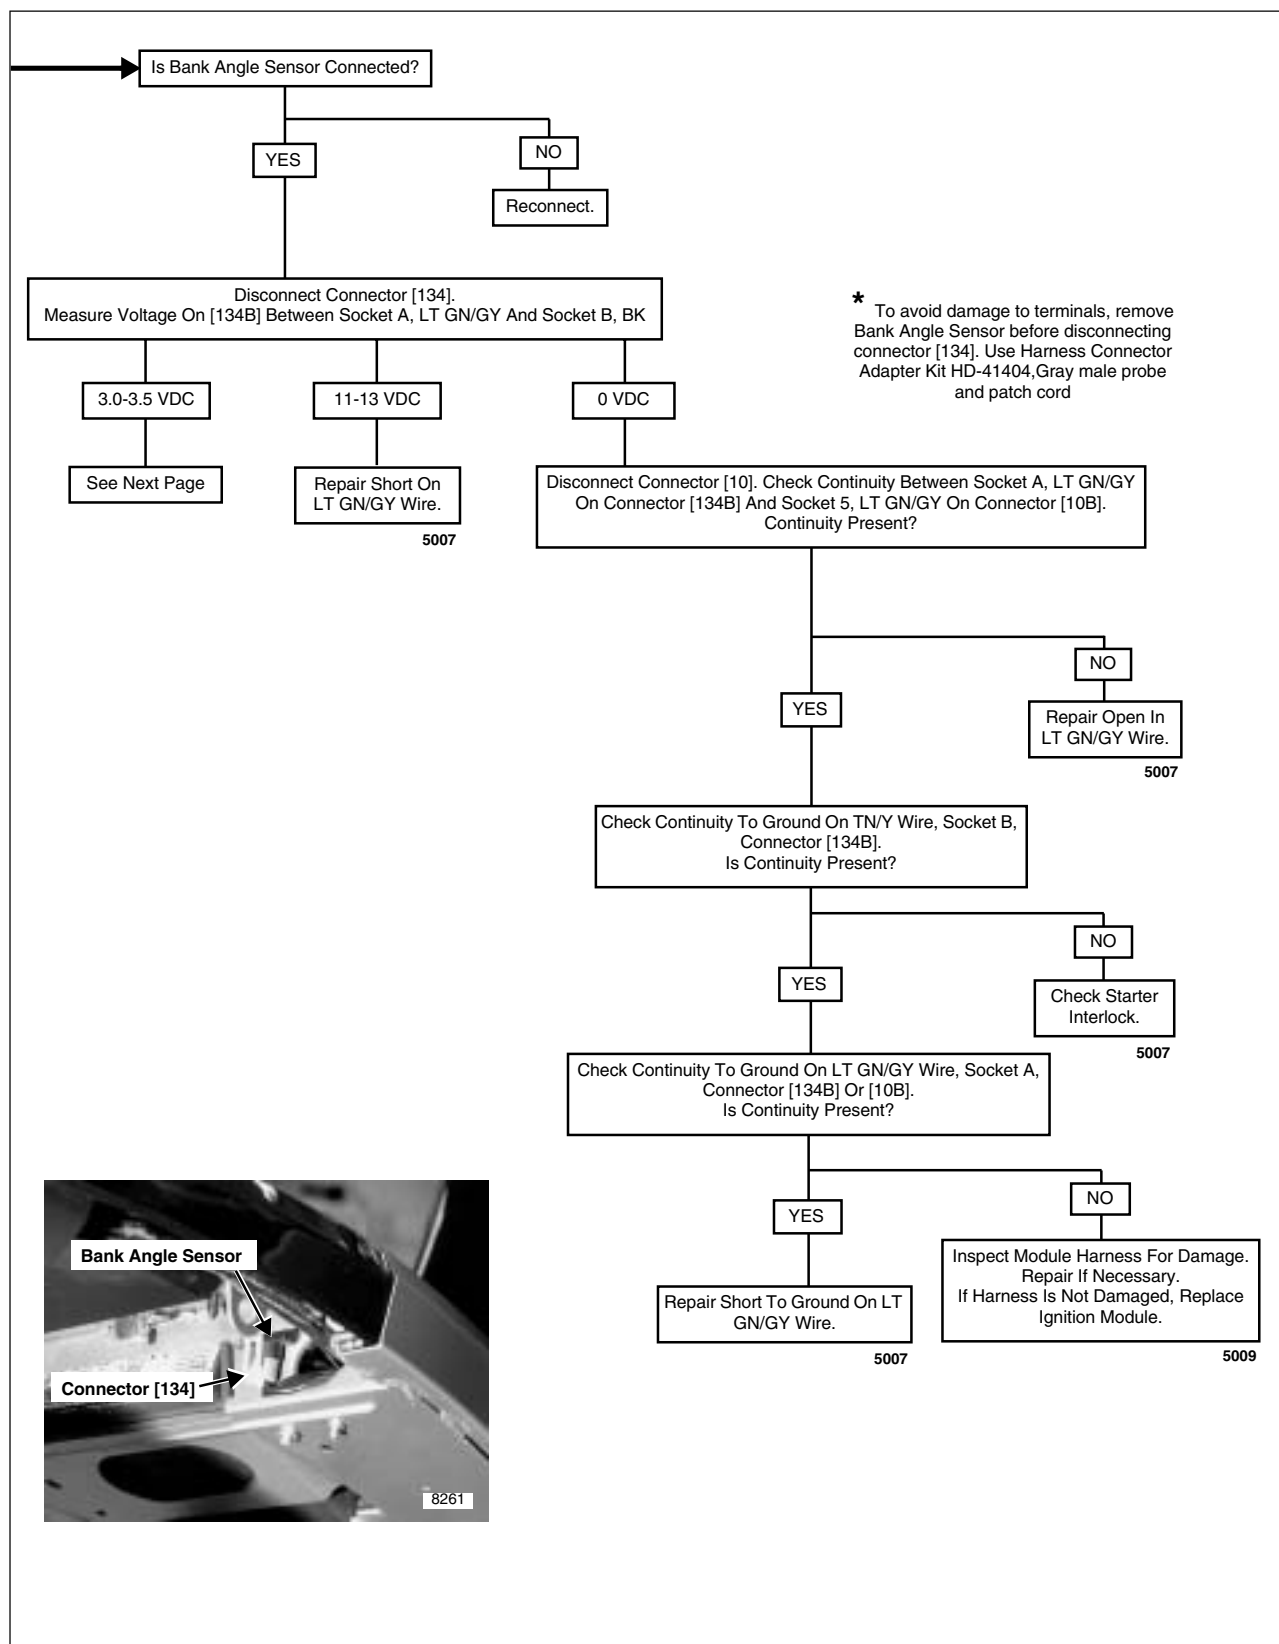 Is Bank Angle Sensor Connected?
YES
NO
Reconnect.
Disconnect Connector [134].
Measure Voltage On [134B] Between Socket A, LT GN/GY And Socket B, BK
* To avoid damage to terminals, remove
Bank Angle Sensor before disconnecting
connector [134]. Use Harness Connector
Adapter Kit HD-41404,Gray male probe
and patch cord
3.0-3.5 VDC
11-13 VDC
0 VDC
See Next Page
Repair Short On
LT GN/GY Wire.
5007
Disconnect Connector [10]. Check Continuity Between Socket A, LT GN/GY
On Connector [134B] And Socket 5, LT GN/GY On Connector [10B].
Continuity Present?
YES
NO
Repair Open In
LT GN/GY Wire.
5007
Check Continuity To Ground On TN/Y Wire, Socket B,
Connector [134B].
Is Continuity Present?
YES
NO
Check Starter
Interlock.
5007
Check Continuity To Ground On LT GN/GY Wire, Socket A,
Connector [134B] Or [10B].
Is Continuity Present?
YES
NO
Repair Short To Ground On LT
GN/GY Wire.
5007
Inspect Module Harness For Damage.
Repair If Necessary.
If Harness Is Not Damaged, Replace
Ignition Module.
5009
Bank Angle Sensor
Connector [134]
8261